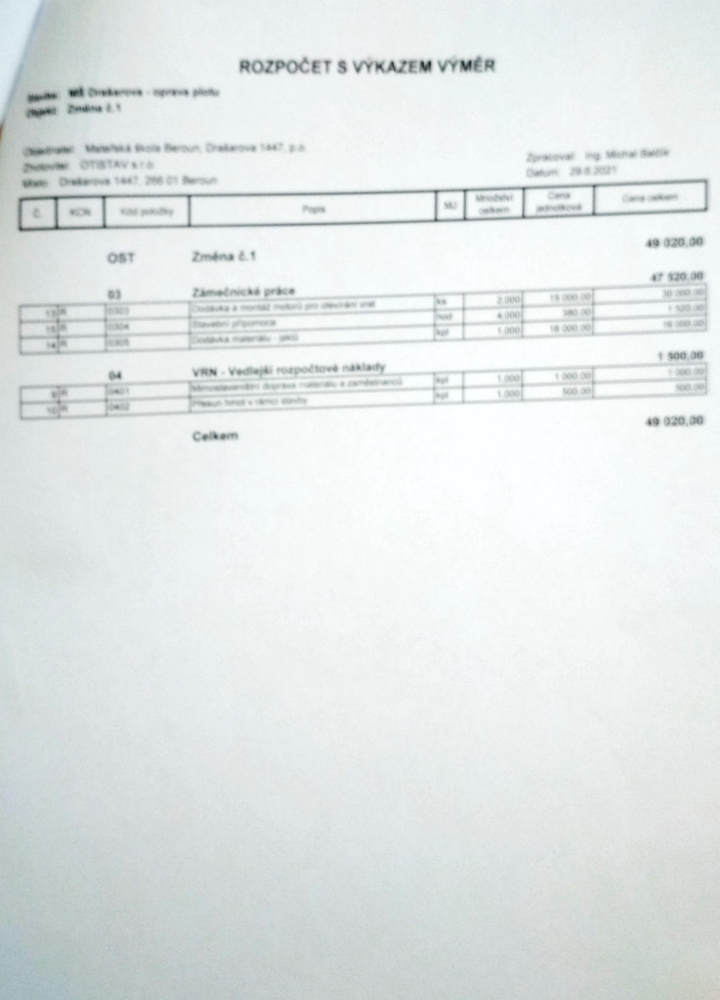 ROZPOČET S VÝKAZEM VÝMĚR
Stavba: MŠ Drašarova - oprava plotu
Objekt: Změna č.1
Objednatel: Mateřská škola Beroun, Drašarova 1447, p.o.
Zhotovitel: OTISTAV s.r.o.
Zpracoval: Ing. Michal
Místo: Drašarova 1447, 266 01 Beroun
Datum: 29.6.2021
Č. KCN Kód položky Popis MJ Množství celkem Cena jednotková Cena celkem
OST Změna č.1 49 020,00
03 Zámečnické práce 47 520,00
R 0303 Dodávka a montáž motorů pro otevírání vrat ks 2.000 15 000.00 30 000.00
R 0304 Stavební přípomoce hod 4.000 380.00 1 520.00
14 R 0305 Dodávka materiálu - jeklů kpl 1.000 16 000.00 16 000.00
04 VRN - Vedlejší rozpočtové náklady 1 500,00
9 R 0401 Mimostaveništní doprava materiálu a zaměstnanců kpl 1.000 1 000.00 1 000.00
10 R 0402 Přesun hmot v rámci stavby kpl 1.000 500.00 500.00
Celkem 49 020,00